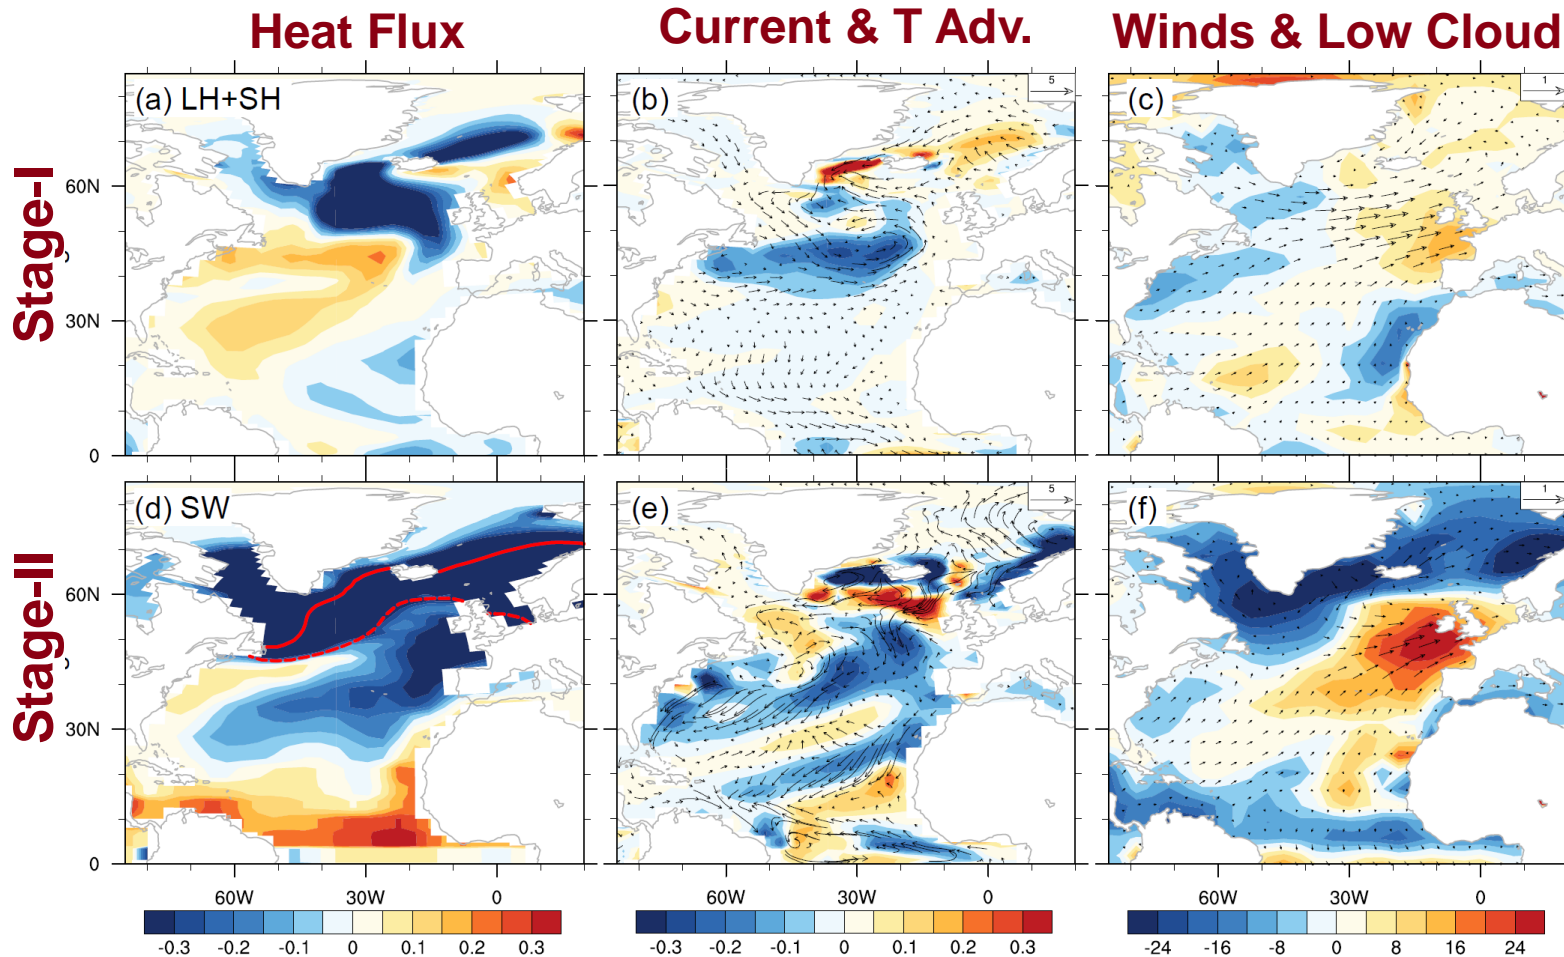 Heat Flux
Current & T Adv.
Winds & Low Cloud
Stage-I
(a) LH+SH
(b)
5
(c)
1
60N
30N
0
Stage-II
(d) SW
(e)
5
(f)
1
60N
30N
0
60W 30W 0
60W 30W 0
60W 30W 0
-0.3 -0.2 -0.1 0 0.1 0.2 0.3
-0.3 -0.2 -0.1 0 0.1 0.2 0.3
-24 -16 -8 0 8 16 24